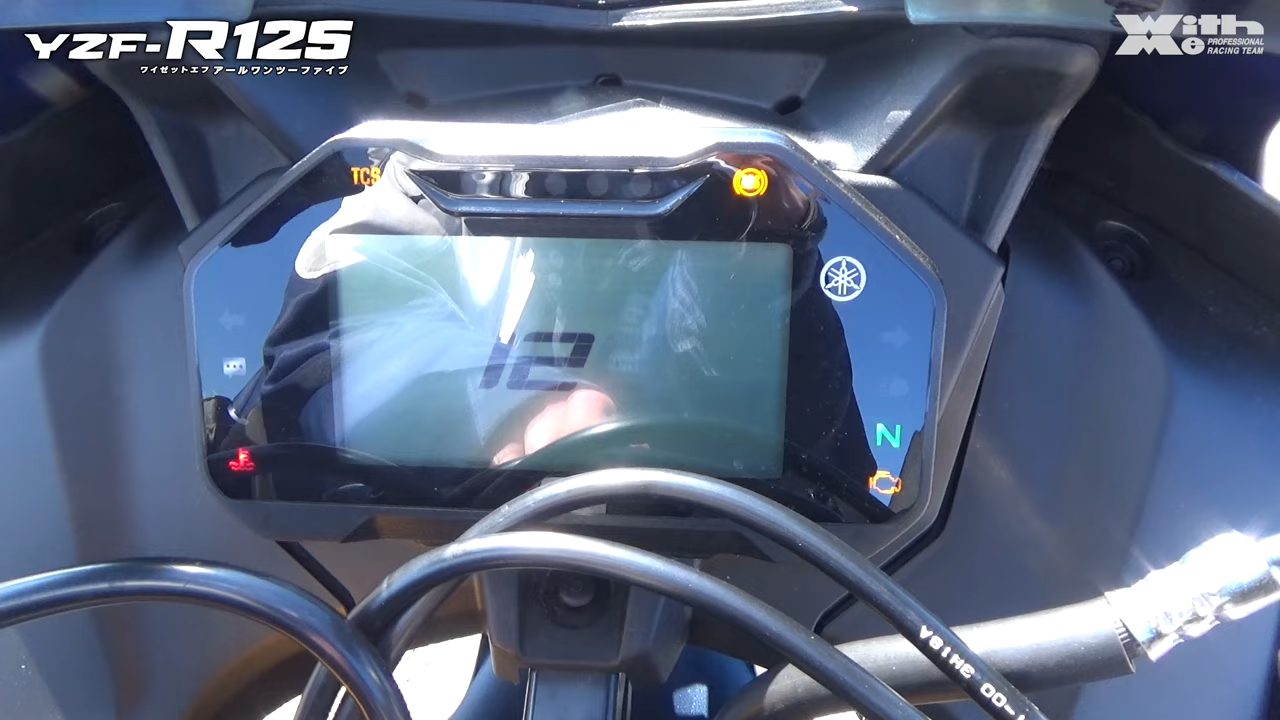 YZF-R125
ワイゼットエフ アールワンツーファイブ
With Me
PROFESSIONAL
RACING TEAM
TCS
12
N